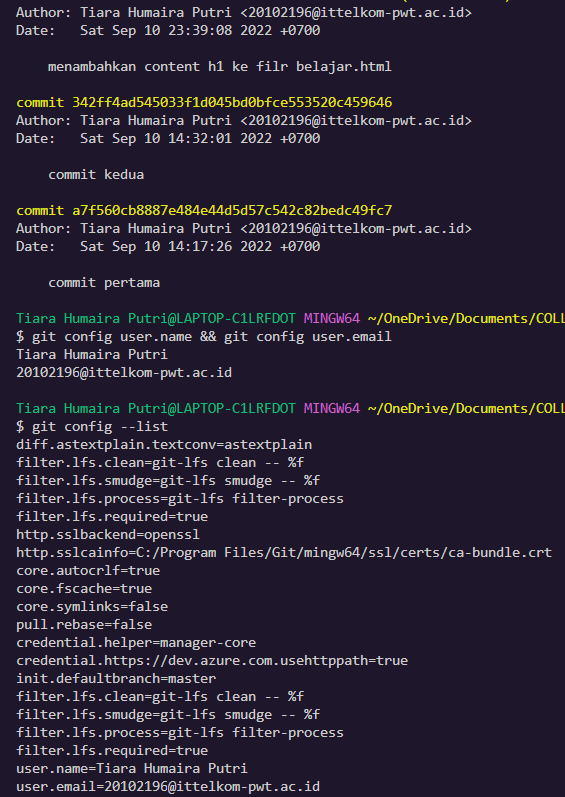 Author: Tiara Humaira Putri <20102196@ittelkom-pwt.ac.id>
Date:   Sat Sep 10 23:39:08 2022 +0700
    menambahkan content h1 ke filr belajar.html
commit 342ff4ad545033f1d045bd0bfce553520c459646
Author: Tiara Humaira Putri <20102196@ittelkom-pwt.ac.id>
Date:   Sat Sep 10 14:32:01 2022 +0700
    commit kedua
commit a7f560cb8887e484e44d5d57c542c82bedc49fc7
Author: Tiara Humaira Putri <20102196@ittelkom-pwt.ac.id>
Date:   Sat Sep 10 14:17:26 2022 +0700
    commit pertama
Tiara Humaira Putri@LAPTOP-C1LRFDOT MINGW64 ~/OneDrive/Documents/COLL
$ git config user.name && git config user.email
Tiara Humaira Putri
20102196@ittelkom-pwt.ac.id
Tiara Humaira Putri@LAPTOP-C1LRFDOT MINGW64 ~/OneDrive/Documents/COLL
$ git config --list
diff.astextplain.textconv=astextplain
filter.lfs.clean=git-lfs clean -- %f
filter.lfs.smudge=git-lfs smudge -- %f
filter.lfs.process=git-lfs filter-process
filter.lfs.required=true
http.sslbackend=openssl
http.sslcainfo=C:/Program Files/Git/mingw64/ssl/certs/ca-bundle.crt
core.autocrlf=true
core.fscache=true
core.symlinks=false
pull.rebase=false
credential.helper=manager-core
credential.https://dev.azure.com.usehttppath=true
init.defaultbranch=master
filter.lfs.clean=git-lfs clean -- %f
filter.lfs.smudge=git-lfs smudge -- %f
filter.lfs.process=git-lfs filter-process
filter.lfs.required=true
user.name=Tiara Humaira Putri
user.email=20102196@ittelkom-pwt.ac.id